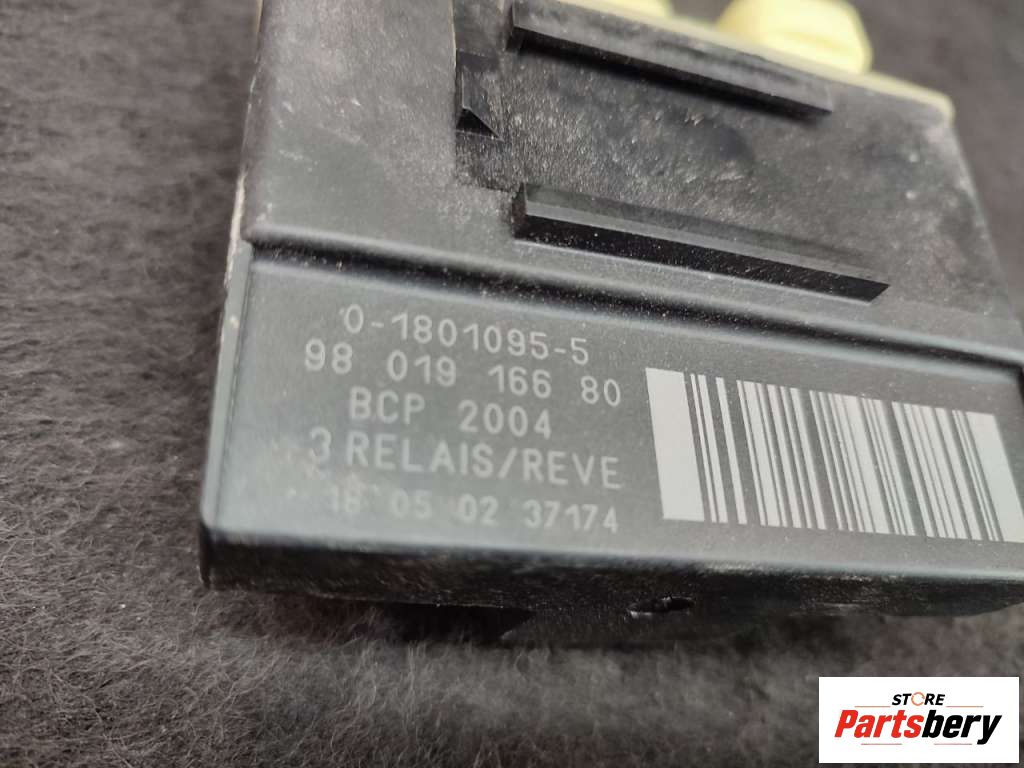 0-1801095-5
98 019 166 80
BCP 2004
3 RELAIS/REVE
18 05 02 37174
STORE
Partsbery